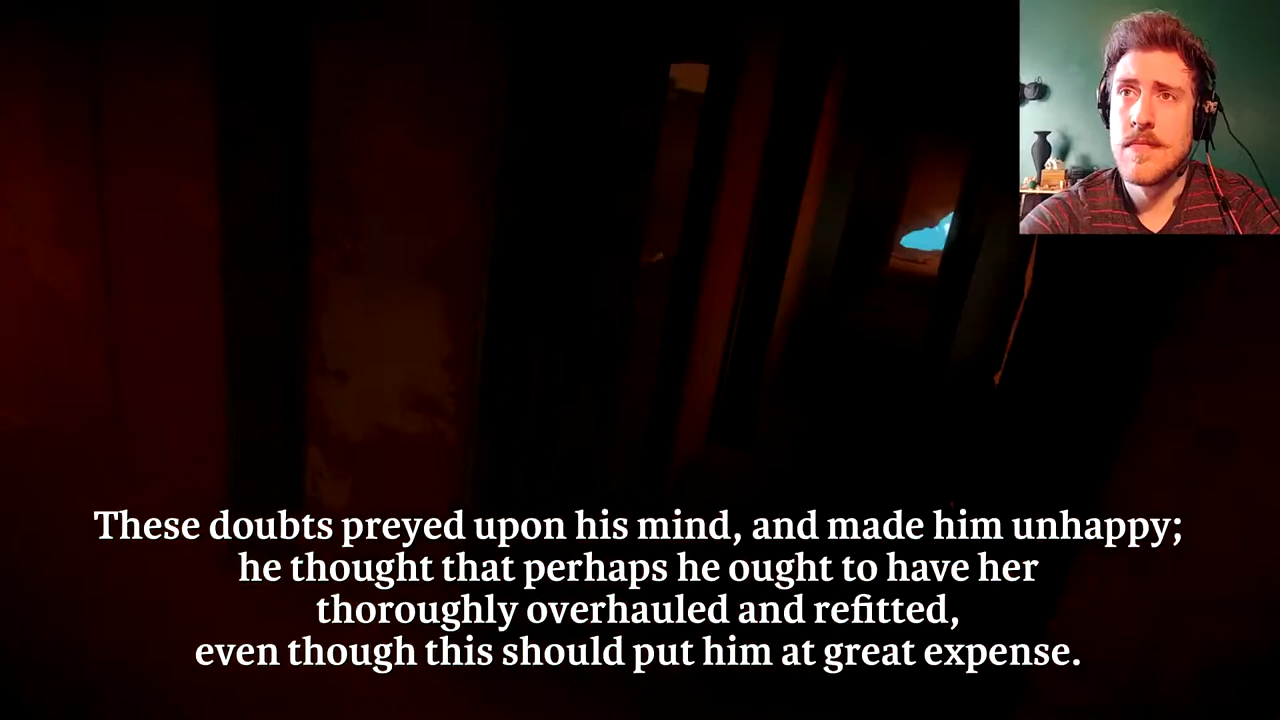 These doubts preyed upon his mind, and made him unhappy;
he thought that perhaps he ought to have her
thoroughly overhauled and refitted,
even though this should put him at great expense.